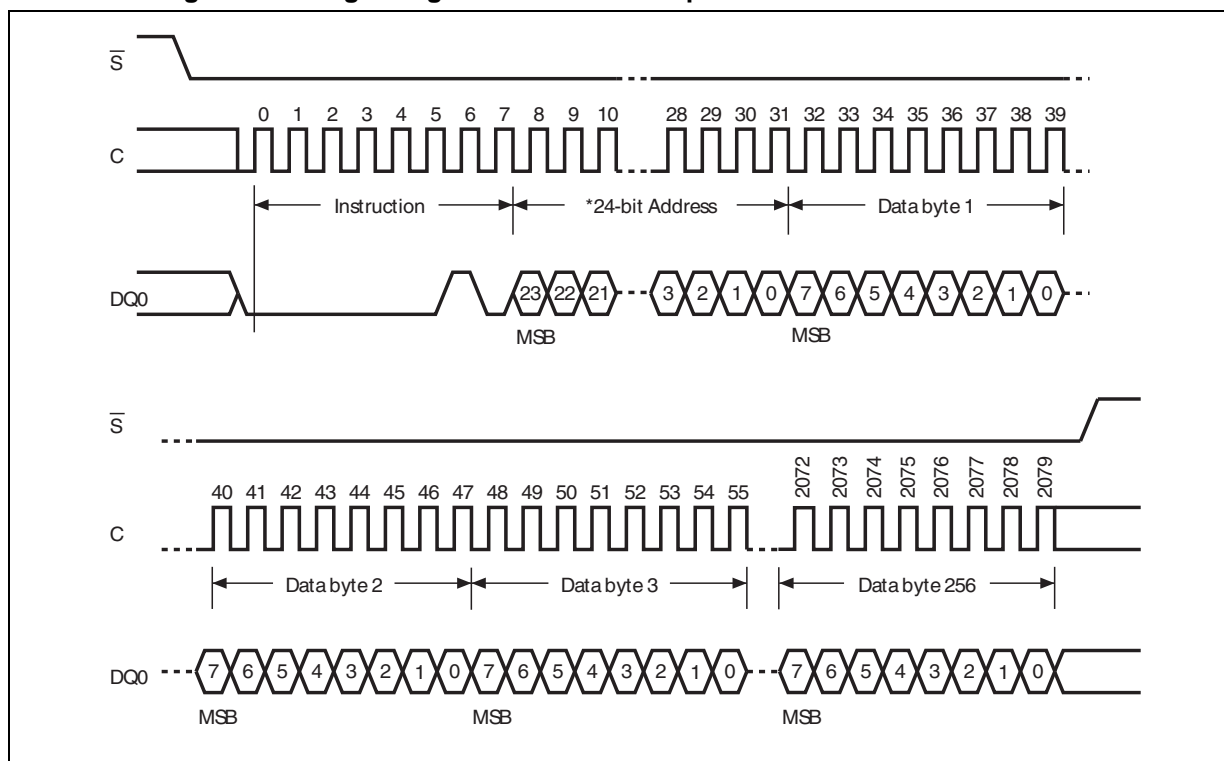 S
0 1 2 3 4 5 6 7 8 9 10 28 29 30 31 32 33 34 35 36 37 38 39
C
Instruction *24-bit Address Data byte 1
DQ0 23 22 21 3 2 1 0 7 6 5 4 3 2 1 0
MSB MSB
S
40 41 42 43 44 45 46 47 48 49 50 51 52 53 54 55 2072 2073 2074 2075 2076 2077 2078 2079
C
Data byte 2 Data byte 3 Data byte 256
DQ0 7 6 5 4 3 2 1 0 7 6 5 4 3 2 1 0 7 6 5 4 3 2 1 0
MSB MSB MSB